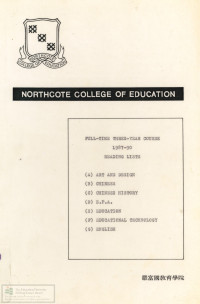 NORTHCOTE COLLEGE OF EDUCATION
FULL-TIME THREE-YEAR COURSE
1987-90
READING LISTS
(A) ART AND DESIGN
(B) CHINESE
(C) CHINESE HISTORY
(D) E.P.A.
(E) EDUCATION
(F) EDUCATIONAL TECHNOLOGY
(G) ENGLISH
羅富國教育學院